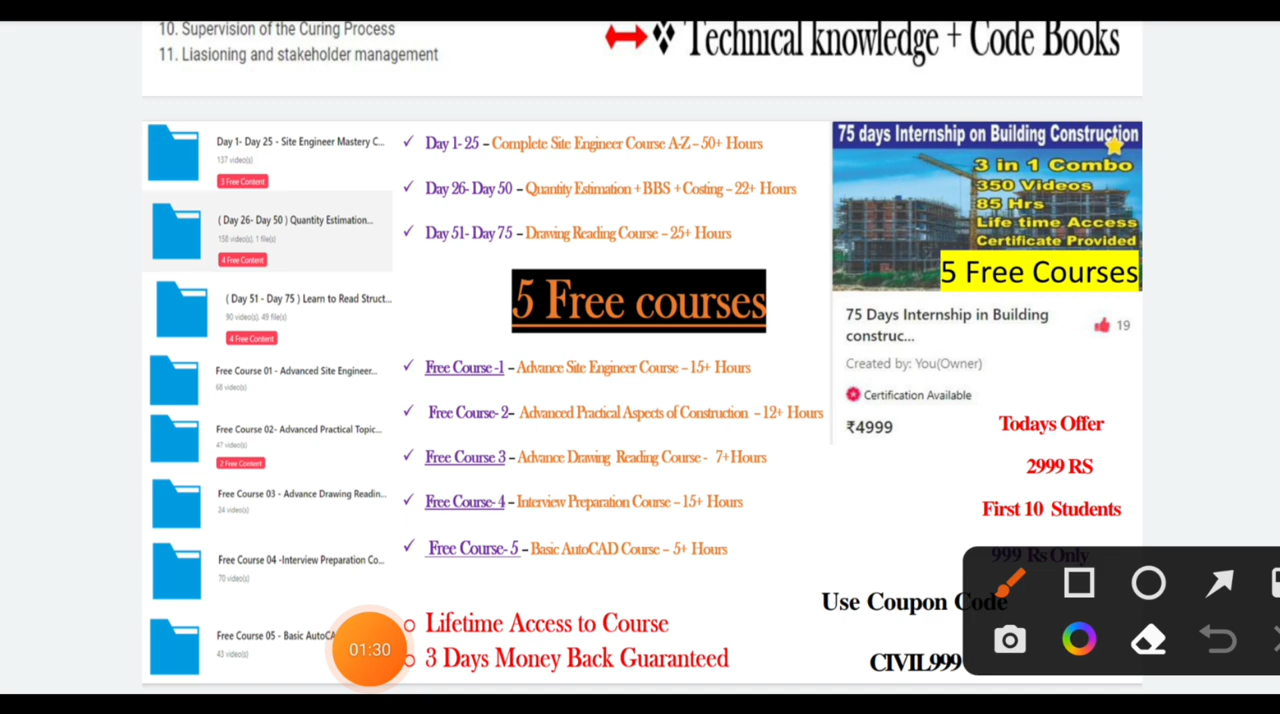 10. Supervision of the Curing Process
11. Liasioning and stakeholder management
Technical knowledge + Code Books
Day 1- Day 25 - Site Engineer Mastery C...
137 video(s)
3 Free Content
( Day 26- Day 50 ) Quantity Estimation...
158 video(s), 1 file(s)
4 Free Content
( Day 51 - Day 75 ) Learn to Read Struct...
90 video(s), 49 file(s)
4 Free Content
Free Course 01 - Advanced Site Engineer...
68 video(s)
Free Course 02- Advanced Practical Topic...
47 video(s)
2 Free Content
Free Course 03 - Advance Drawing Readin...
24 video(s)
Free Course 04 -Interview Preparation Co...
70 video(s)
Free Course 05 - Basic AutoCA
43 video(s)
✓ Day 1- 25 – Complete Site Engineer Course A-Z – 50+ Hours
✓ Day 26- Day 50 – Quantity Estimation + BBS + Costing – 22+ Hours
✓ Day 51- Day 75 – Drawing Reading Course – 25+ Hours
5 Free courses
✓ Free Course -1 – Advance Site Engineer Course – 15+ Hours
✓ Free Course- 2– Advanced Practical Aspects of Construction – 12+ Hours
✓ Free Course 3 – Advance Drawing Reading Course - 7+Hours
✓ Free Course- 4 – Interview Preparation Course – 15+ Hours
✓ Free Course- 5 – Basic AutoCAD Course – 5+ Hours
o Lifetime Access to Course
o 3 Days Money Back Guaranteed
01:30
75 days Internship on Building Construction
3 in 1 Combo
350 Videos
85 Hrs
Life time Access
Certificate Provided
5 Free Courses
75 Days Internship in Building
construc...
19
Created by: You(Owner)
Certification Available
₹4999
Todays Offer
2999 RS
First 10 Students
999 Rs Only
Use Coupon Code
CIVIL999